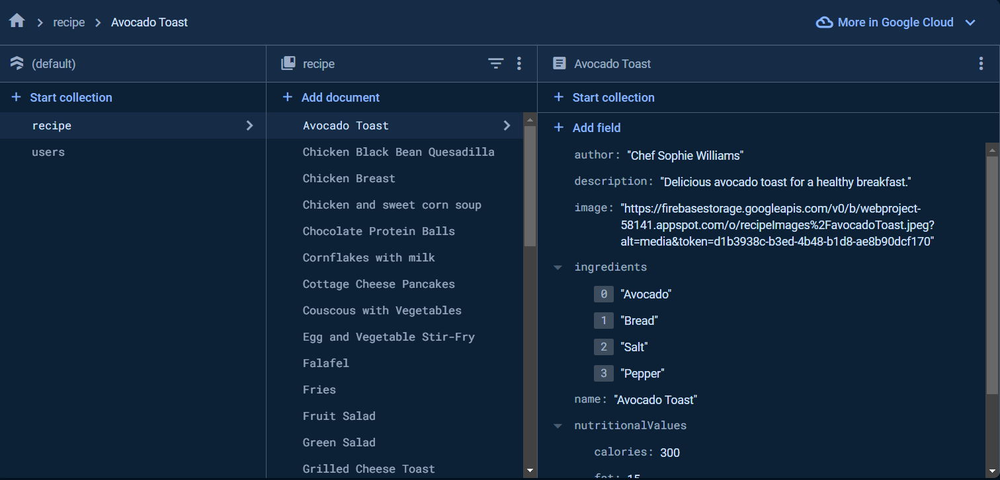 recipe
Avocado Toast
More in Google Cloud
(default)
recipe
Avocado Toast
Start collection
Add document
Start collection
recipe
users
Avocado Toast
Chicken Black Bean Quesadilla
Chicken Breast
Chicken and sweet corn soup
Chocolate Protein Balls
Cornflakes with milk
Cottage Cheese Pancakes
Couscous with Vegetables
Egg and Vegetable Stir-Fry
Falafel
Fries
Fruit Salad
Green Salad
Grilled Cheese Toast
Add field
author: "Chef Sophie Williams"
description: "Delicious avocado toast for a healthy breakfast."
image: "https://firebasestorage.googleapis.com/v0/b/webproject-
58141.appspot.com/o/recipeImages%2FavocadoToast.jpeg?
alt=media&token=d1b3938c-b3ed-4b48-b1d8-ae8b90dcf170"
ingredients
0 "Avocado"
1 "Bread"
2 "Salt"
3 "Pepper"
name: "Avocado Toast"
nutritionalValues
calories: 300
fat: 15